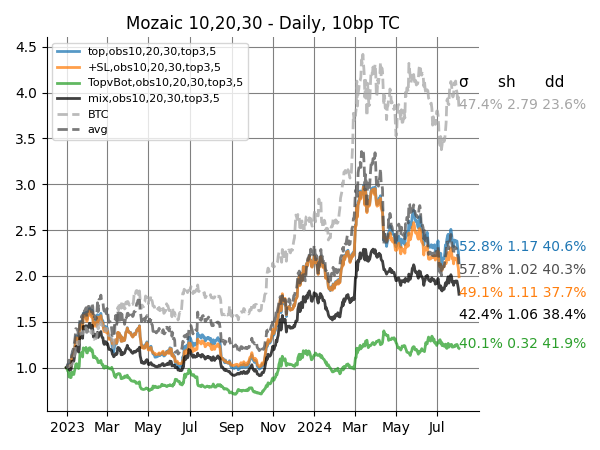 Mozaic 10,20,30 - Daily, 10bp TC
top,obs10,20,30,top3,5
+SL,obs10,20,30,top3,5
TopvBot,obs10,20,30,top3,5
mix,obs10,20,30,top3,5
BTC
avg
4.5
4.0
3.5
3.0
2.5
2.0
1.5
1.0
σ sh dd
47.4% 2.79 23.6%
52.8% 1.17 40.6%
57.8% 1.02 40.3%
49.1% 1.11 37.7%
42.4% 1.06 38.4%
40.1% 0.32 41.9%
2023 Mar May Jul Sep Nov 2024 Mar May Jul